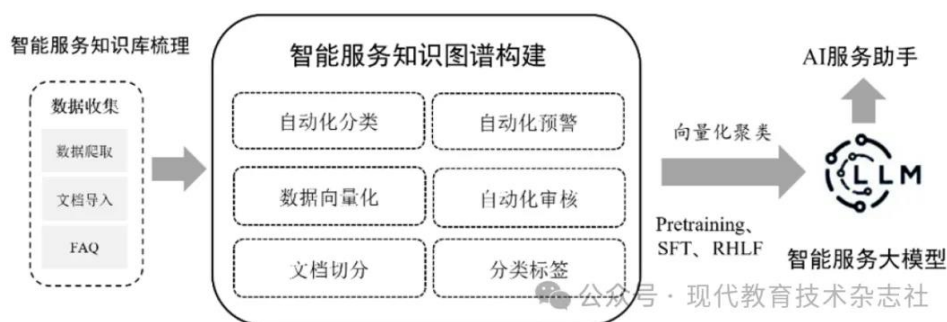 智能服务知识库梳理
数据收集
数据爬取
文档导入
FAQ
智能服务知识图谱构建
自动化分类
自动化预警
数据向量化
自动化审核
文档切分
分类标签
向量化聚类
Pretraining、
SFT、RHLF
AI服务助手
LLM
智能服务大模型
公众号·现代教育技术杂志社